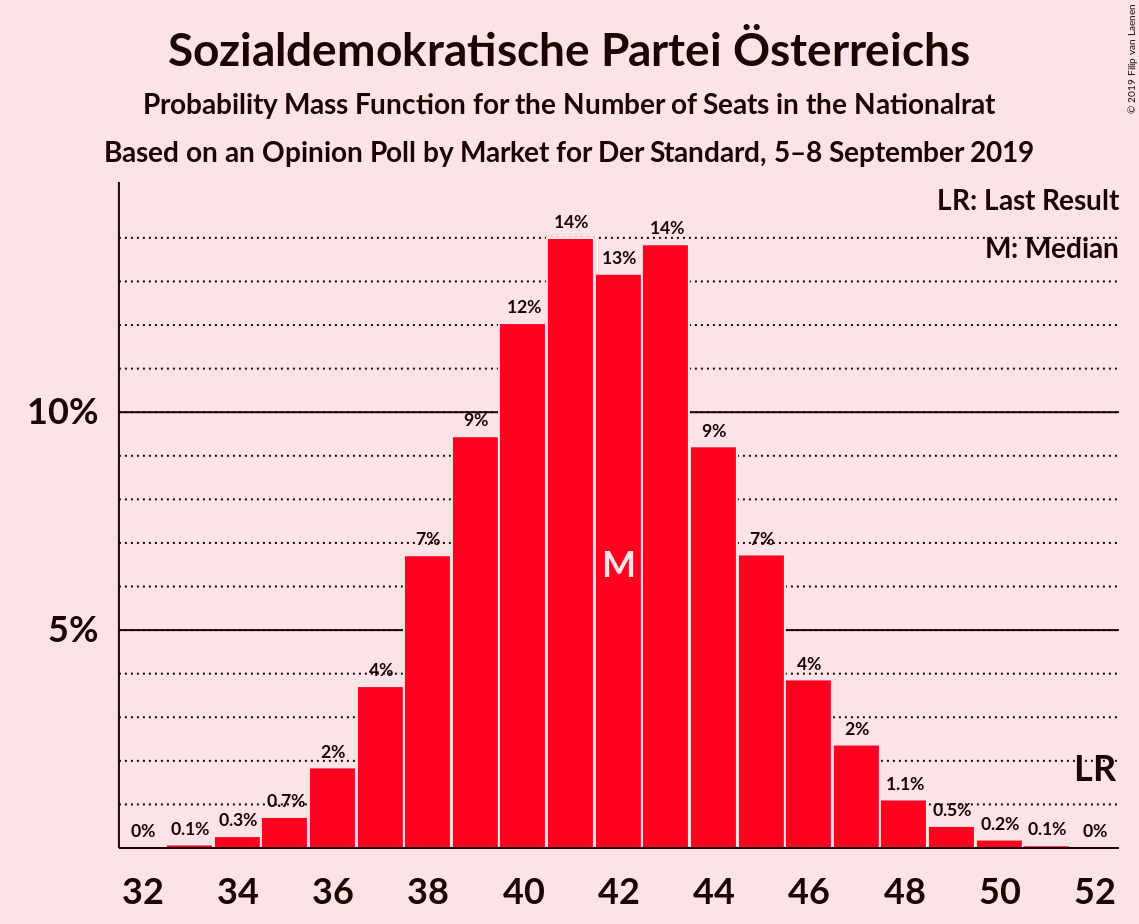 Sozialdemokratische Partei Österreichs
Probability Mass Function for the Number of Seats in the Nationalrat
Based on an Opinion Poll by Market for Der Standard, 5–8 September 2019
© 2019 Filip van Laenen
LR: Last Result
M: Median
10%
5%
0% 0.1% 0.3% 0.7% 2% 4% 7% 9% 12% 14% 13% 14% 9% 7% 4% 2% 1.1% 0.5% 0.2% 0.1% 0%
M
LR
32 34 36 38 40 42 44 46 48 50 52